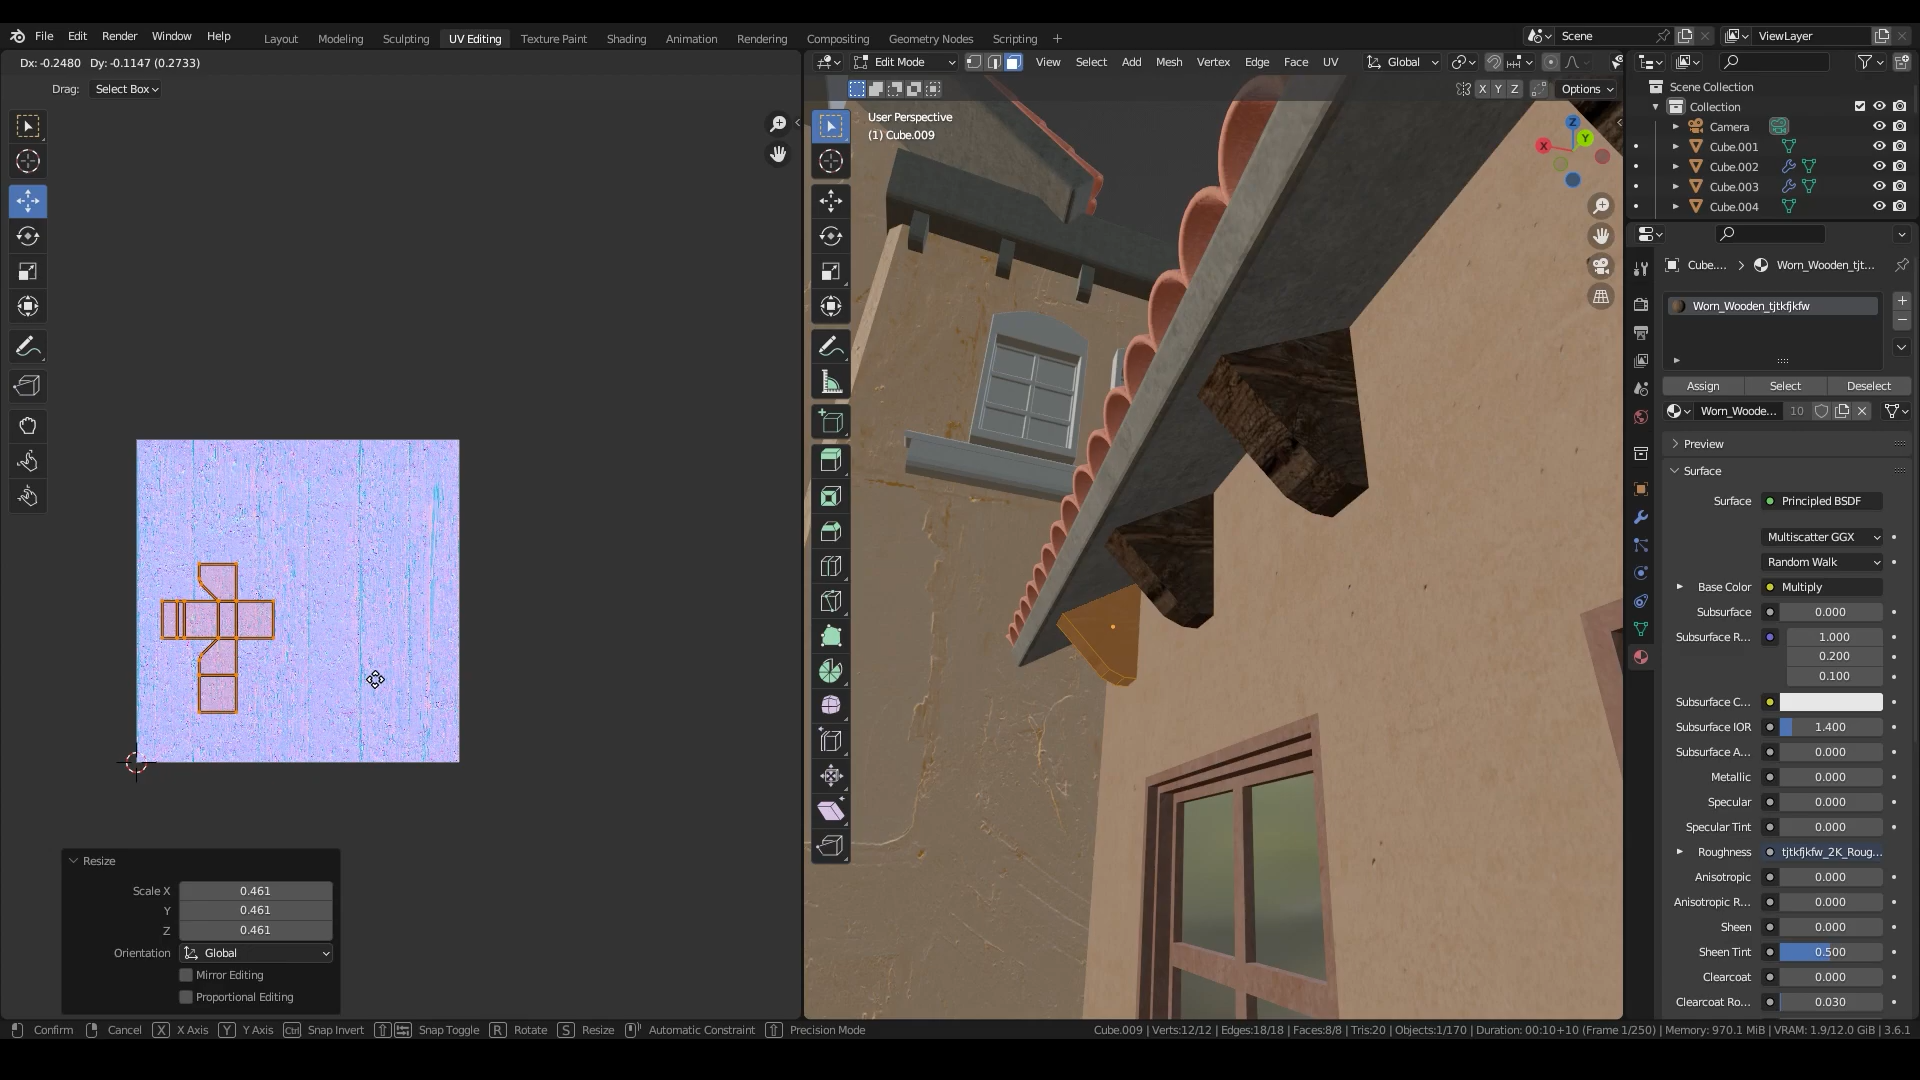 File Edit Render Window Help Layout Modeling Sculpting UV Editing Texture Paint Shading Animation Rendering Compositing Geometry Nodes Scripting + Scene ViewLayer
Dx: -0.2480 Dy: -0.1147 (0.2733)
Edit Mode View Select Add Mesh Vertex Edge Face UV Global
Drag: Select Box
X Y Z Options
User Perspective
(1) Cube.009
Z
Y
X
Scene Collection
Collection
Camera
Cube.001
Cube.002
Cube.003
Cube.004
Cube.... Worn_Wooden_tjt...
Worn_Wooden_tjtkfjkfw
Assign Select Deselect
Worn_Woode... 10
Preview
Surface
Surface Principled BSDF
Multiscatter GGX
Random Walk
Base Color Multiply
Subsurface 0.000
Subsurface R... 1.000
0.200
0.100
Subsurface C...
Subsurface IOR 1.400
Subsurface A... 0.000
Metallic 0.000
Specular 0.000
Specular Tint 0.000
Roughness tjtkfjkfw_2K_Roug...
Anisotropic 0.000
Anisotropic R... 0.000
Sheen 0.000
Sheen Tint 0.500
Clearcoat 0.000
Clearcoat Ro... 0.030
Resize
Scale X 0.461
Y 0.461
Z 0.461
Orientation Global
Mirror Editing
Proportional Editing
Confirm Cancel X X Axis Y Y Axis Ctrl Snap Invert Snap Toggle R Rotate S Resize Automatic Constraint Precision Mode
Cube.009 | Verts:12/12 | Edges:18/18 | Faces:8/8 | Tris:20 | Objects:1/170 | Duration: 00:10+10 (Frame 1/250) | Memory: 970.1 MiB | VRAM: 1.9/12.0 GiB | 3.6.1